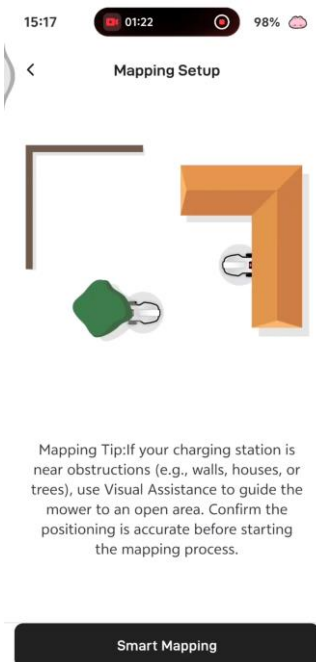 15:17
01:22
98%
Mapping Setup
Mapping Tip:If your charging station is
near obstructions (e.g., walls, houses, or
trees), use Visual Assistance to guide the
mower to an open area. Confirm the
positioning is accurate before starting
the mapping process.
Smart Mapping